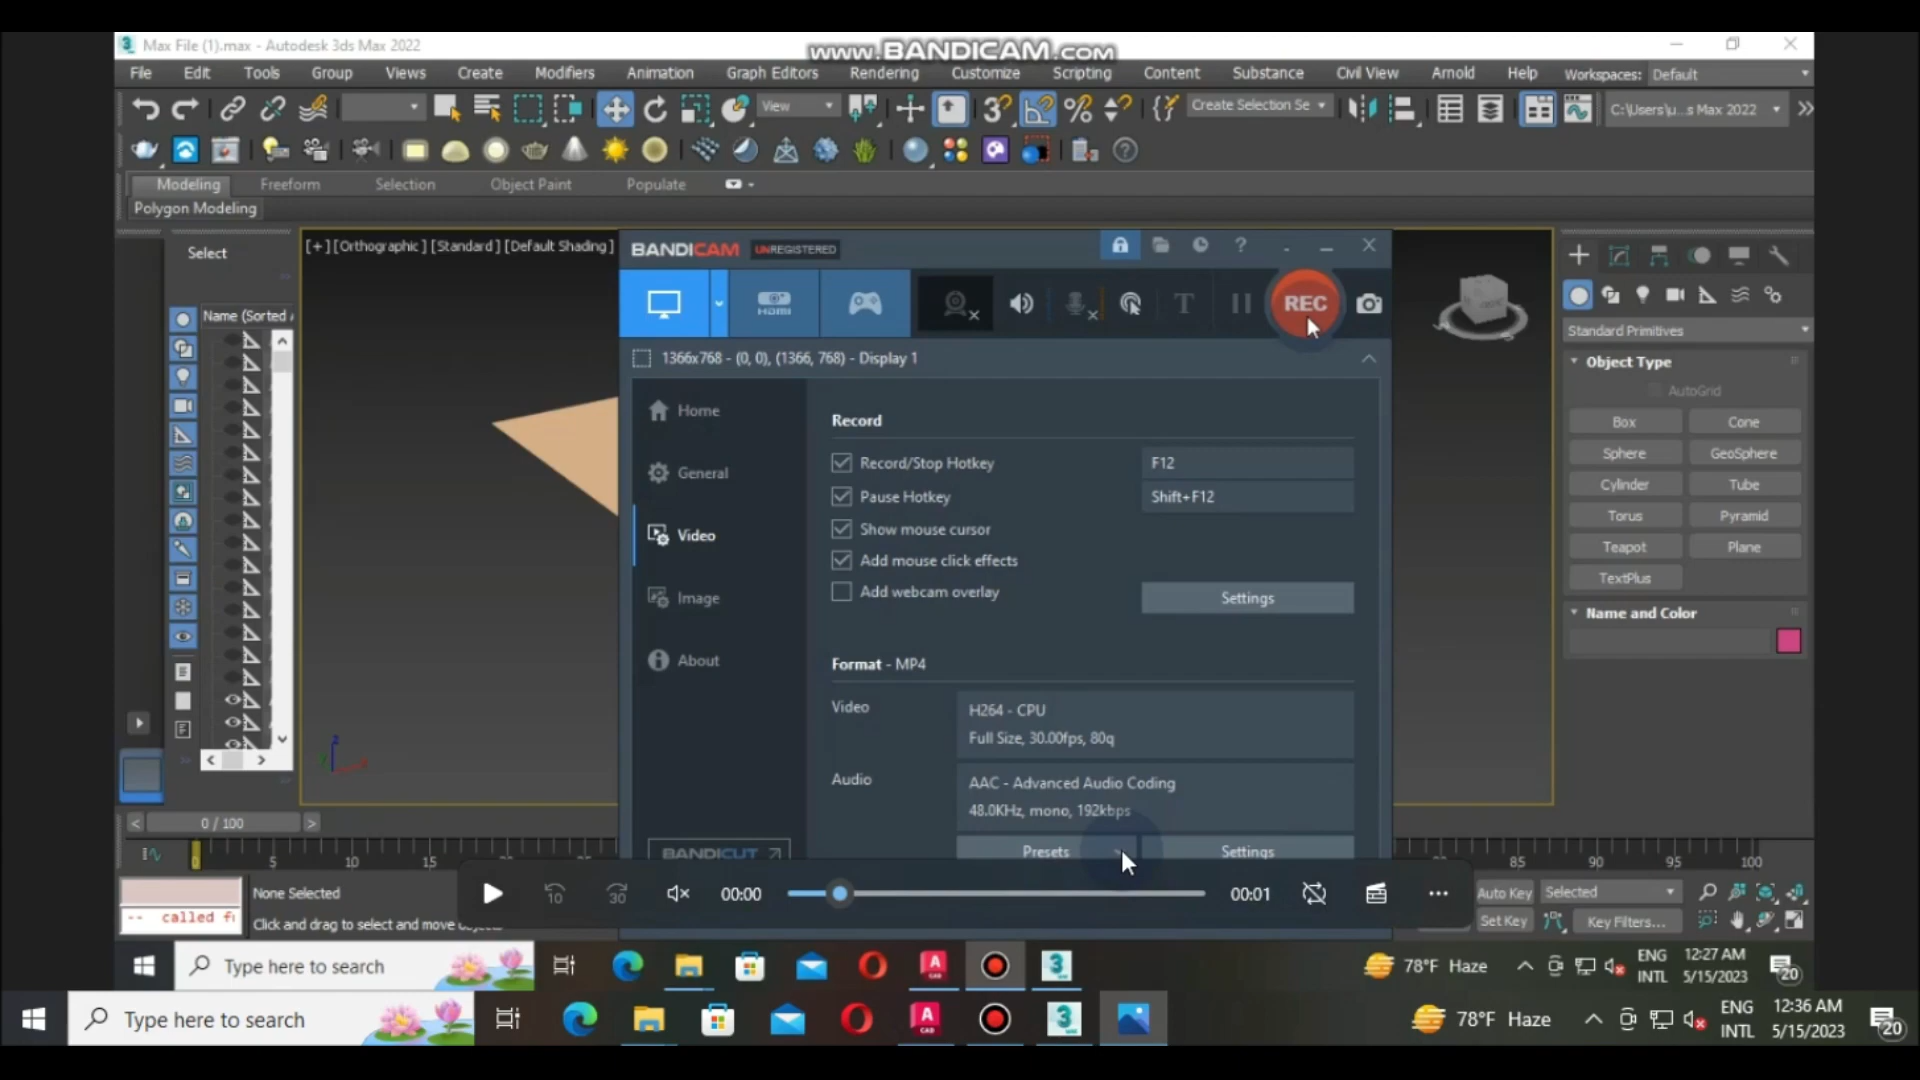 3 Max File (1).max - Autodesk 3ds Max 2022
www.BANDICAM.com
File Edit Tools Group Views Create Modifiers Animation Graph Editors Rendering Customize Scripting Content Substance Civil View Arnold Help Workspaces: Default
View
Create Selection Se
C:\Users\u...s Max 2022
Modeling Freeform Selection Object Paint Populate
Polygon Modeling
Select
[+] [Orthographic] [Standard] [Default Shading]
BANDICAM UNREGISTERED
HDMI
REC
Name (Sorted
1366x768 - (0, 0), (1366, 768) - Display 1
Standard Primitives
Object Type
AutoGrid
Box Cone
Sphere GeoSphere
Cylinder Tube
Torus Pyramid
Teapot Plane
TextPlus
Name and Color
Home
General
Video
Image
About
BANDICUT
Record
Record/Stop Hotkey F12
Pause Hotkey Shift+F12
Show mouse cursor
Add mouse click effects
Add webcam overlay
Settings
Format - MP4
Video
H264 - CPU
Full Size, 30.00fps, 80q
Audio
AAC - Advanced Audio Coding
48.0KHz, mono, 192kbps
Presets Settings
0 / 100
0 5 10 15 85 90 95 100
None Selected
-- called f
Click and drag to select and move
10 30 00:00 00:01
Auto Key Selected
Set Key Key Filters...
Type here to search
78°F Haze ENG INTL 12:27 AM 5/15/2023 20
Type here to search
78°F Haze ENG INTL 12:36 AM 5/15/2023 20